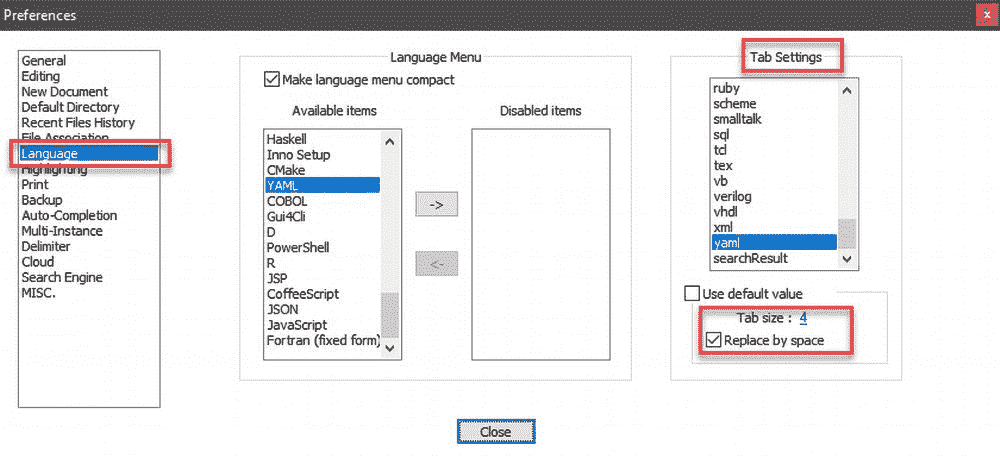 Preferences
x
General
Editing
New Document
Default Directory
Recent Files History
File Association
Language
Highlighting
Print
Backup
Auto-Completion
Multi-Instance
Delimiter
Cloud
Search Engine
MISC.
Language Menu
Make language menu compact
Available items
Disabled items
Haskell
Inno Setup
CMake
YAML
COBOL
Gui4Cli
D
PowerShell
R
JSP
CoffeeScript
JSON
JavaScript
Fortran (fixed form)
->
<-
Tab Settings
ruby
scheme
smalltalk
sql
tcl
tex
vb
verilog
vhdl
xml
yaml
searchResult
Use default value
Tab size : 4
Replace by space
Close